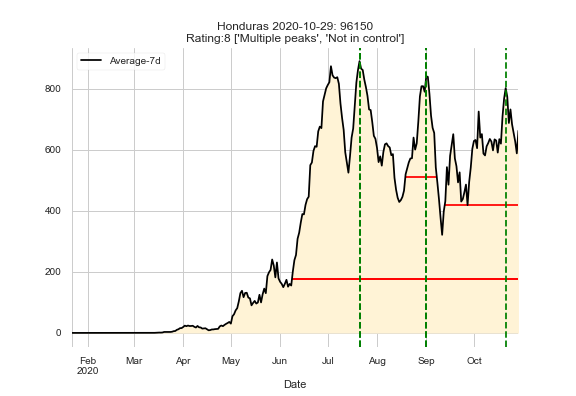 Honduras 2020-10-29: 96150
Rating:8 ['Multiple peaks', 'Not in control']
Average-7d
800
600
400
200
0
Feb Mar Apr May Jun Jul Aug Sep Oct
2020
Date